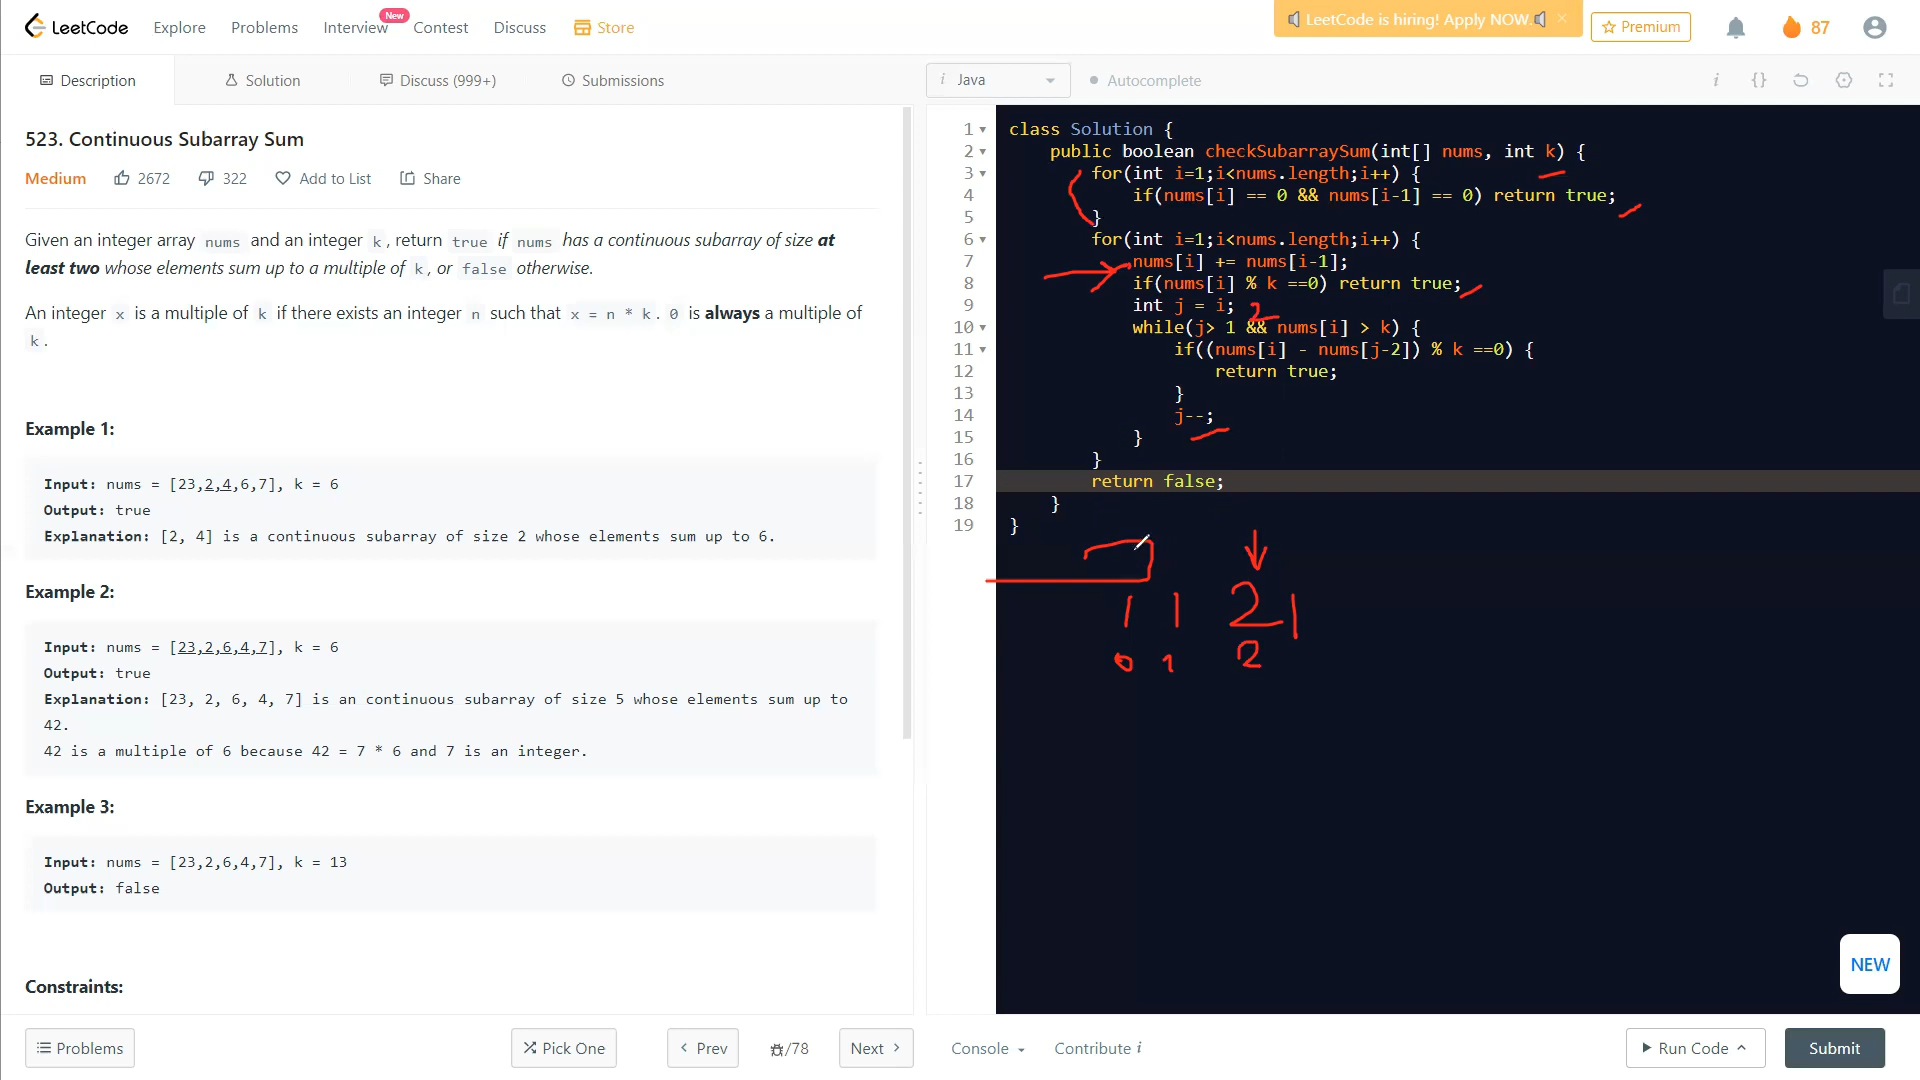 LeetCode Explore Problems Interview New Contest Discuss Store LeetCode is hiring! Apply NOW. × Premium 87
Description Solution Discuss (999+) Submissions i Java Autocomplete i {}
523. Continuous Subarray Sum
Medium 2672 322 Add to List Share
Given an integer array nums and an integer k, return true if nums has a continuous subarray of size at
least two whose elements sum up to a multiple of k, or false otherwise.
An integer x is a multiple of k if there exists an integer n such that x = n * k. 0 is always a multiple of
k.
Example 1:
Input: nums = [23,2,4,6,7], k = 6
Output: true
Explanation: [2, 4] is a continuous subarray of size 2 whose elements sum up to 6.
Example 2:
Input: nums = [23,2,6,4,7], k = 6
Output: true
Explanation: [23, 2, 6, 4, 7] is an continuous subarray of size 5 whose elements sum up to
42.
42 is a multiple of 6 because 42 = 7 * 6 and 7 is an integer.
Example 3:
Input: nums = [23,2,6,4,7], k = 13
Output: false
Constraints:
1 class Solution {
2 public boolean checkSubarraySum(int[] nums, int k) {
3 for(int i=1;i<nums.length;i++) {
4 if(nums[i] == 0 && nums[i-1] == 0) return true;
5 }
6 for(int i=1;i<nums.length;i++) {
7 nums[i] += nums[i-1];
8 if(nums[i] % k ==0) return true;
9 int j = i;
2
10 while(j> 1 && nums[i] > k) {
11 if((nums[i] - nums[j-2]) % k ==0) {
12 return true;
13 }
14 j--;
15 }
16 }
17 return false;
18 }
19 }
1 1 2 1
0 1 2
NEW
Problems Pick One Prev /78 Next Console Contribute i Run Code Submit